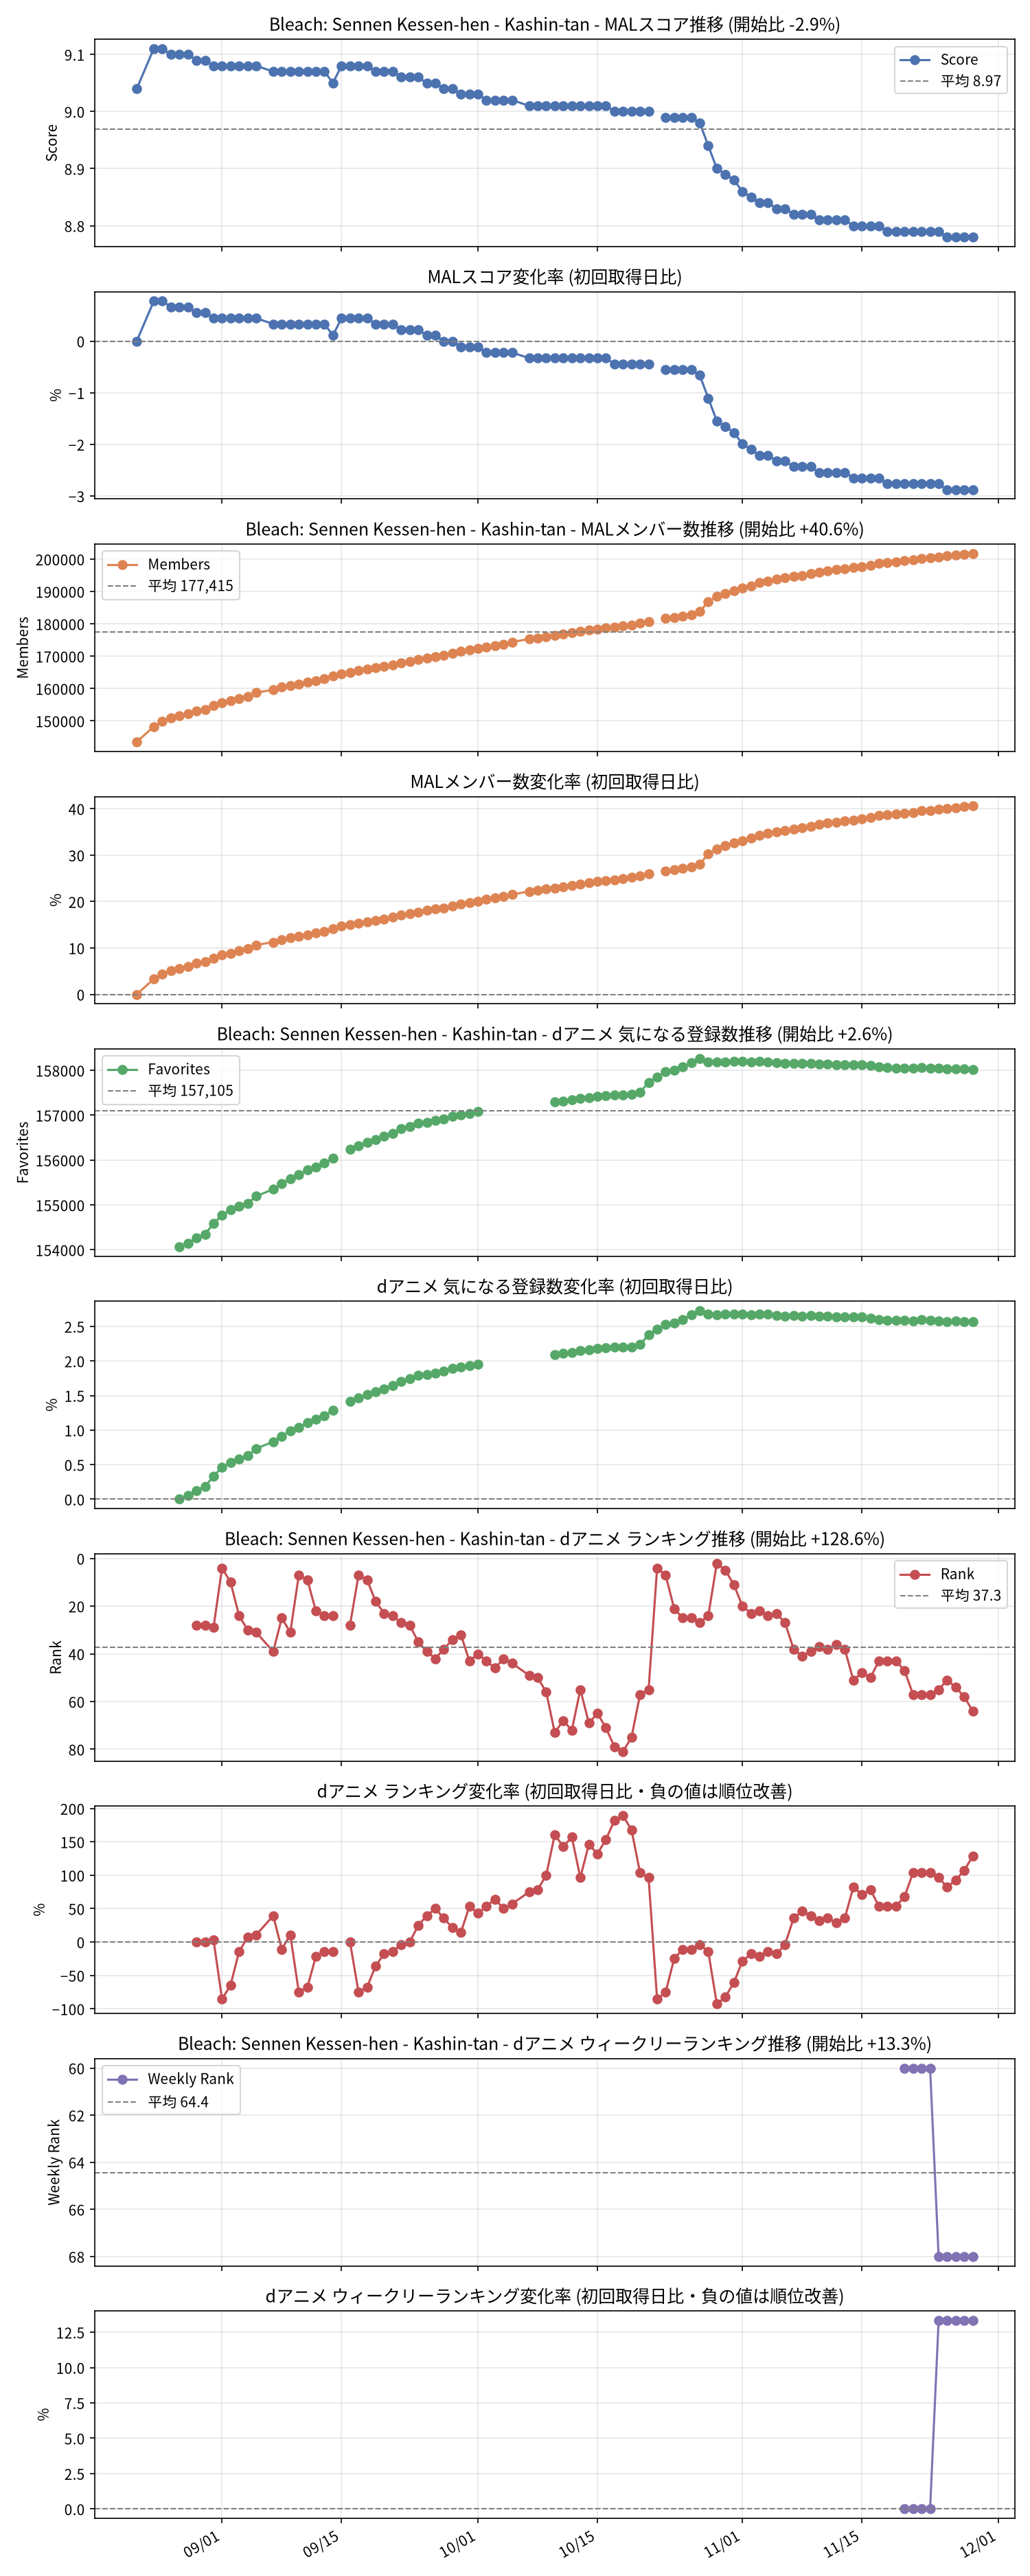 Bleach: Sennen Kessen-hen - Kashin-tan - MALスコア推移 (開始比 -2.9%)
Score
9.1
9.0
8.9
8.8
Score
平均 8.97
MALスコア変化率 (初回取得日比)
%
0
−1
−2
−3
Bleach: Sennen Kessen-hen - Kashin-tan - MALメンバー数推移 (開始比 +40.6%)
Members
200000
190000
180000
170000
160000
150000
Members
平均 177,415
MALメンバー数変化率 (初回取得日比)
%
40
30
20
10
0
Bleach: Sennen Kessen-hen - Kashin-tan - dアニメ 気になる登録数推移 (開始比 +2.6%)
Favorites
158000
157000
156000
155000
154000
Favorites
平均 157,105
dアニメ 気になる登録数変化率 (初回取得日比)
%
2.5
2.0
1.5
1.0
0.5
0.0
Bleach: Sennen Kessen-hen - Kashin-tan - dアニメ ランキング推移 (開始比 +128.6%)
Rank
0
20
40
60
80
Rank
平均 37.3
dアニメ ランキング変化率 (初回取得日比・負の値は順位改善)
%
200
150
100
50
0
−50
−100
Bleach: Sennen Kessen-hen - Kashin-tan - dアニメ ウィークリーランキング推移 (開始比 +13.3%)
Weekly Rank
60
62
64
66
68
Weekly Rank
平均 64.4
dアニメ ウィークリーランキング変化率 (初回取得日比・負の値は順位改善)
%
12.5
10.0
7.5
5.0
2.5
0.0
09/01
09/15
10/01
10/15
11/01
11/15
12/01